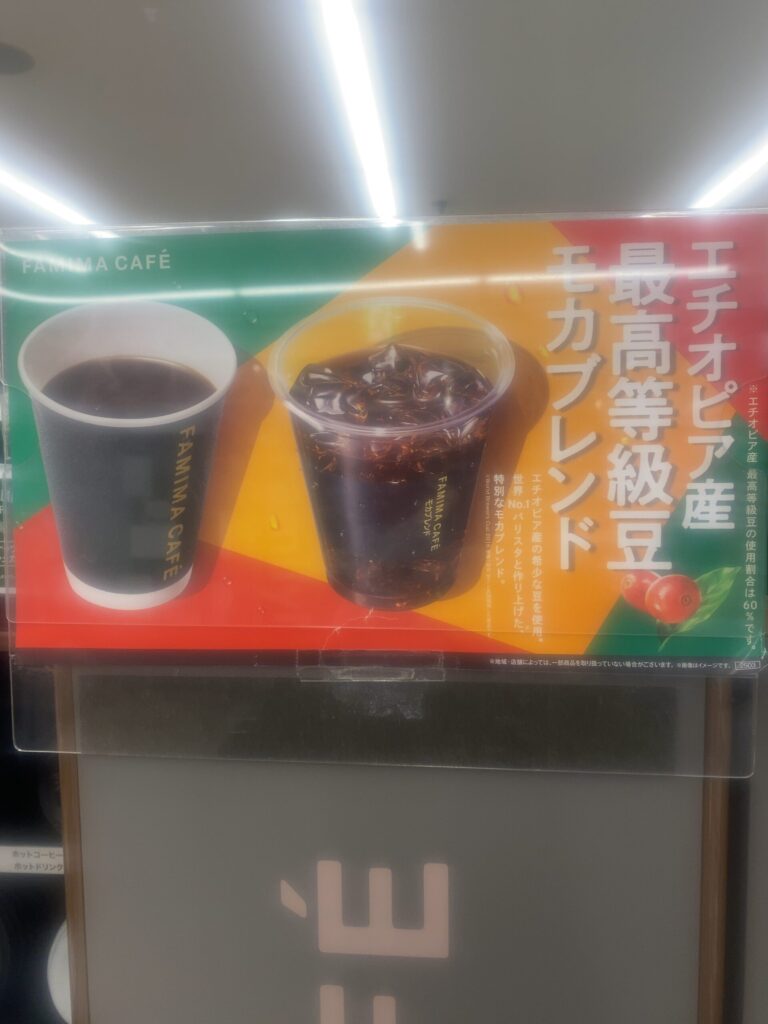 FAMIMA CAFÉ
エチオピア産
最高等級豆
モカブレンド
※エチオピア産 最高等級豆の使用割合は60%です。
エチオピア産の希少な豆を使用。
世界No.1バリスタと作り上げた、
特別なモカブレンド。
FAMIMA CAFÉ
FAMIMA CAFÉ
モカブレンド
※地域・店舗によっては、一部商品を取り扱っていない場合がございます。※画像はイメージです。
ホットコーヒー
ホットドリンク
FÉ